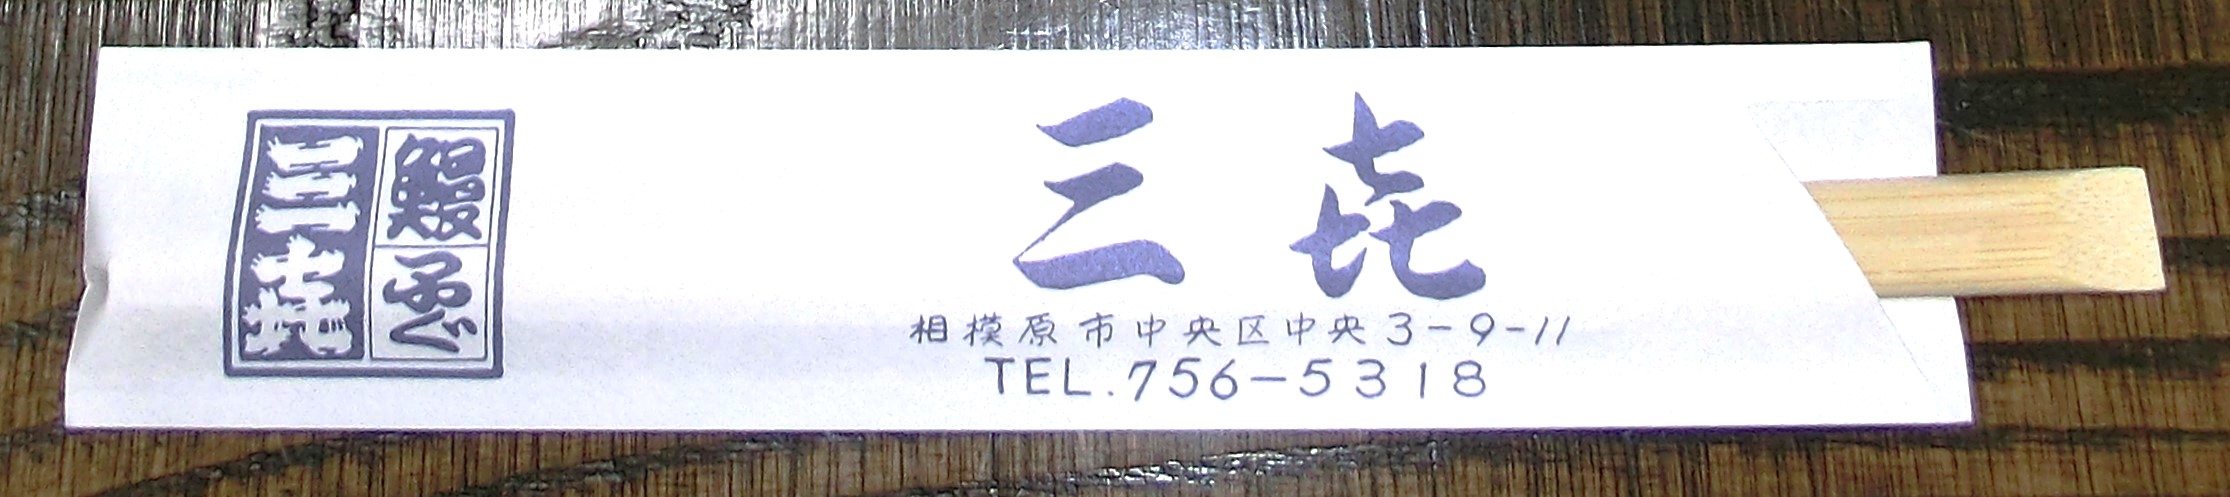 鰻
ふぐ
三㐂
三㐂
相模原市中央区中央3-9-11
TEL.756-5318